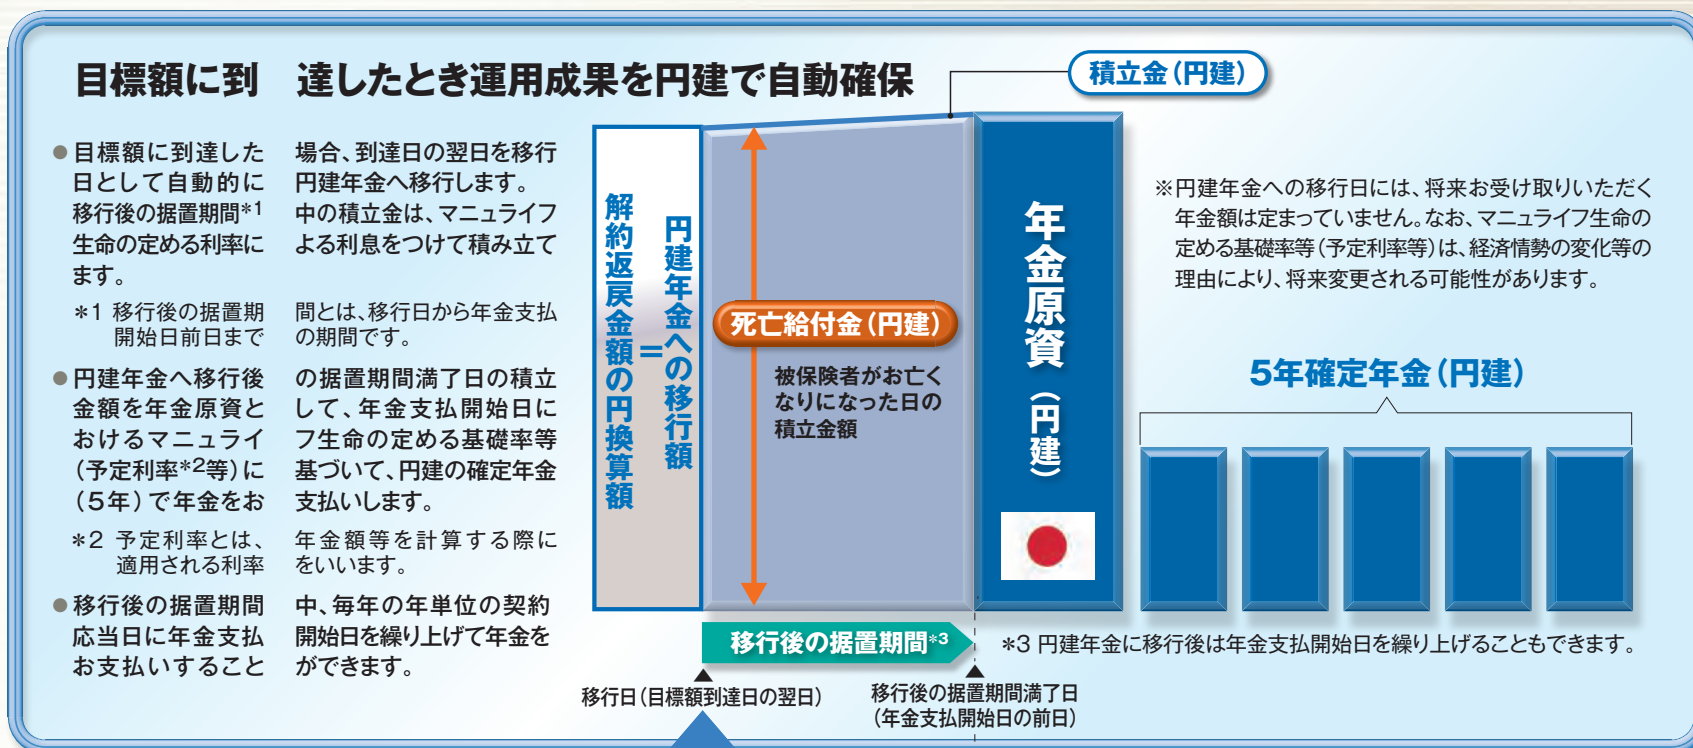 目標額に到　達したとき運用成果を円建で自動確保
●目標額に到達した　場合、到達日の翌日を移行
日として自動的に　円建年金へ移行します。
移行後の据置期間*1　中の積立金は、マニュライフ
生命の定める利率に　よる利息をつけて積み立て
ます。
*1 移行後の据置期　間とは、移行日から年金支払
開始日前日まで　の期間です。
●円建年金へ移行後　の据置期間満了日の積立
金額を年金原資と　して、年金支払開始日に
おけるマニュライ　フ生命の定める基礎率等
(予定利率*2等)に　基づいて、円建の確定年金
(5年)で年金をお　支払いします。
*2 予定利率とは、　年金額等を計算する際に
適用される利率　をいいます。
●移行後の据置期間　中、毎年の年単位の契約
応当日に年金支払　開始日を繰り上げて年金を
お支払いすること　ができます。
解約返戻金額の円換算額
=
円建年金への移行額
積立金(円建)
死亡給付金(円建)
被保険者がお亡く
なりになった日の
積立金額
年金原資(円建)
※円建年金への移行日には、将来お受け取りいただく
年金額は定まっていません。なお、マニュライフ生命の
定める基礎率等(予定利率等)は、経済情勢の変化等の
理由により、将来変更される可能性があります。
5年確定年金(円建)
移行後の据置期間*3
*3 円建年金に移行後は年金支払開始日を繰り上げることもできます。
▲
移行日(目標額到達日の翌日)
▲
移行後の据置期間満了日
(年金支払開始日の前日)